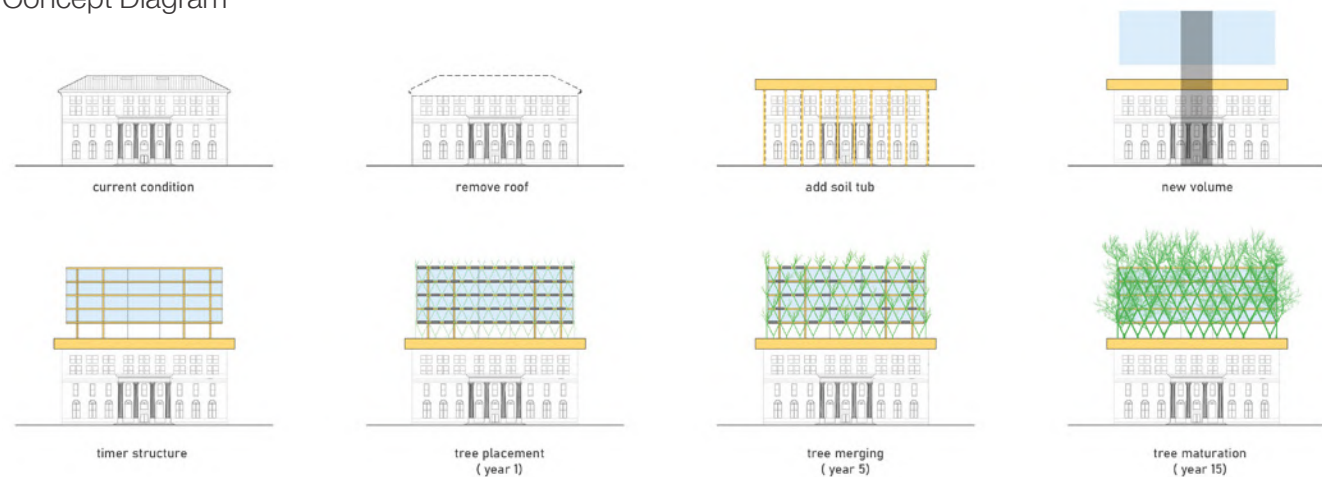 Concept Diagram
current condition
remove roof
add soil tub
new volume
timer structure
tree placement
( year 1)
tree merging
( year 5)
tree maturation
( year 15)